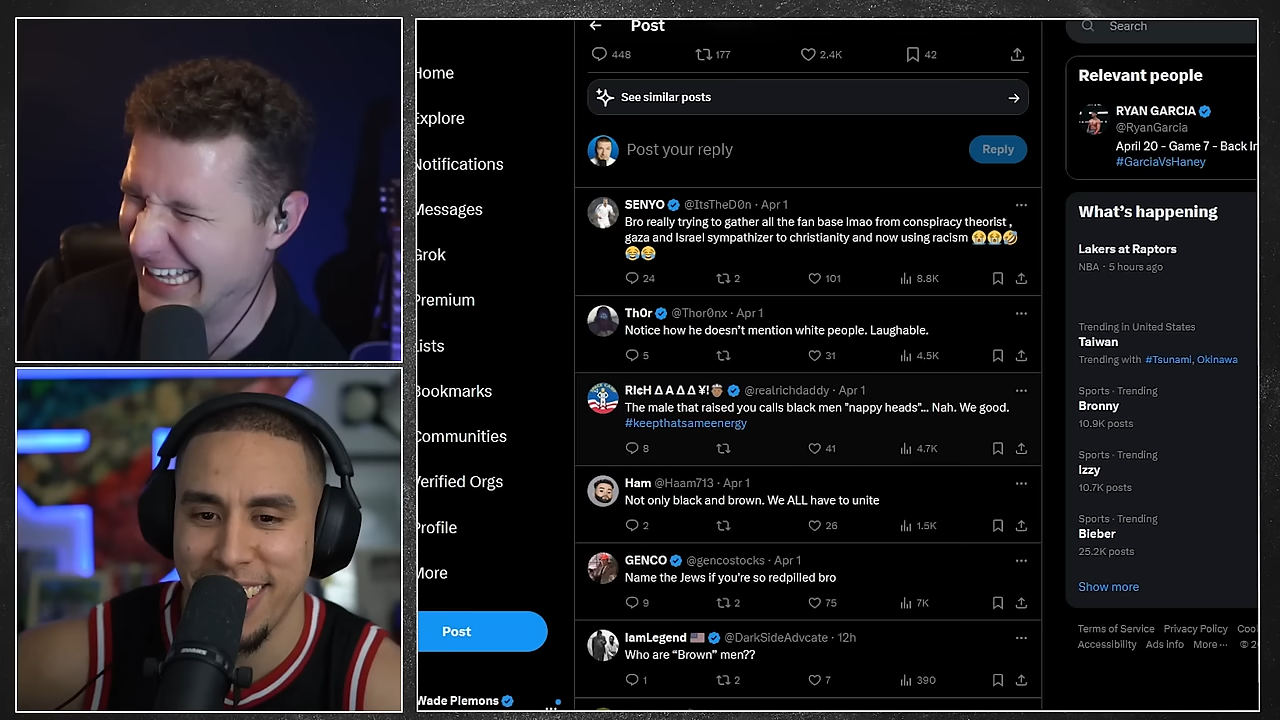 Post
448 177 2.4K 42
See similar posts
Post your reply
Reply
SENYO @ItsTheD0n · Apr 1
Bro really trying to gather all the fan base lmao from conspiracy theorist ,
gaza and Israel sympathizer to christianity and now using racism 😭😭🤣
😂😂
24 2 101 8.8K
Th0r @Thor0nx · Apr 1
Notice how he doesn’t mention white people. Laughable.
5 31 4.5K
RIcH Δ A Δ Δ ¥! @realrichdaddy · Apr 1
The male that raised you calls black men "nappy heads"... Nah. We good.
#keepthatsameenergy
8 41 4.7K
Ham @Haam713 · Apr 1
Not only black and brown. We ALL have to unite
2 26 1.5K
GENCO @gencostocks · Apr 1
Name the Jews if you’re so redpilled bro
9 2 75 7K
IamLegend 🇺🇸 @DarkSideAdvcate · 12h
Who are “Brown” men??
1 2 7 390
Home
Explore
Notifications
Messages
Grok
Premium
Lists
Bookmarks
Communities
Verified Orgs
Profile
More
Post
Wade Plemons
Search
Relevant people
RYAN GARCIA
@RyanGarcia
April 20 - Game 7 - Back In
#GarciaVsHaney
What’s happening
Lakers at Raptors
NBA · 5 hours ago
Trending in United States
Taiwan
Trending with #Tsunami, Okinawa
Sports · Trending
Bronny
10.9K posts
Sports · Trending
Izzy
10.7K posts
Sports · Trending
Bieber
25.2K posts
Show more
Terms of Service Privacy Policy Coo
Accessibility Ads info More ··· © 2